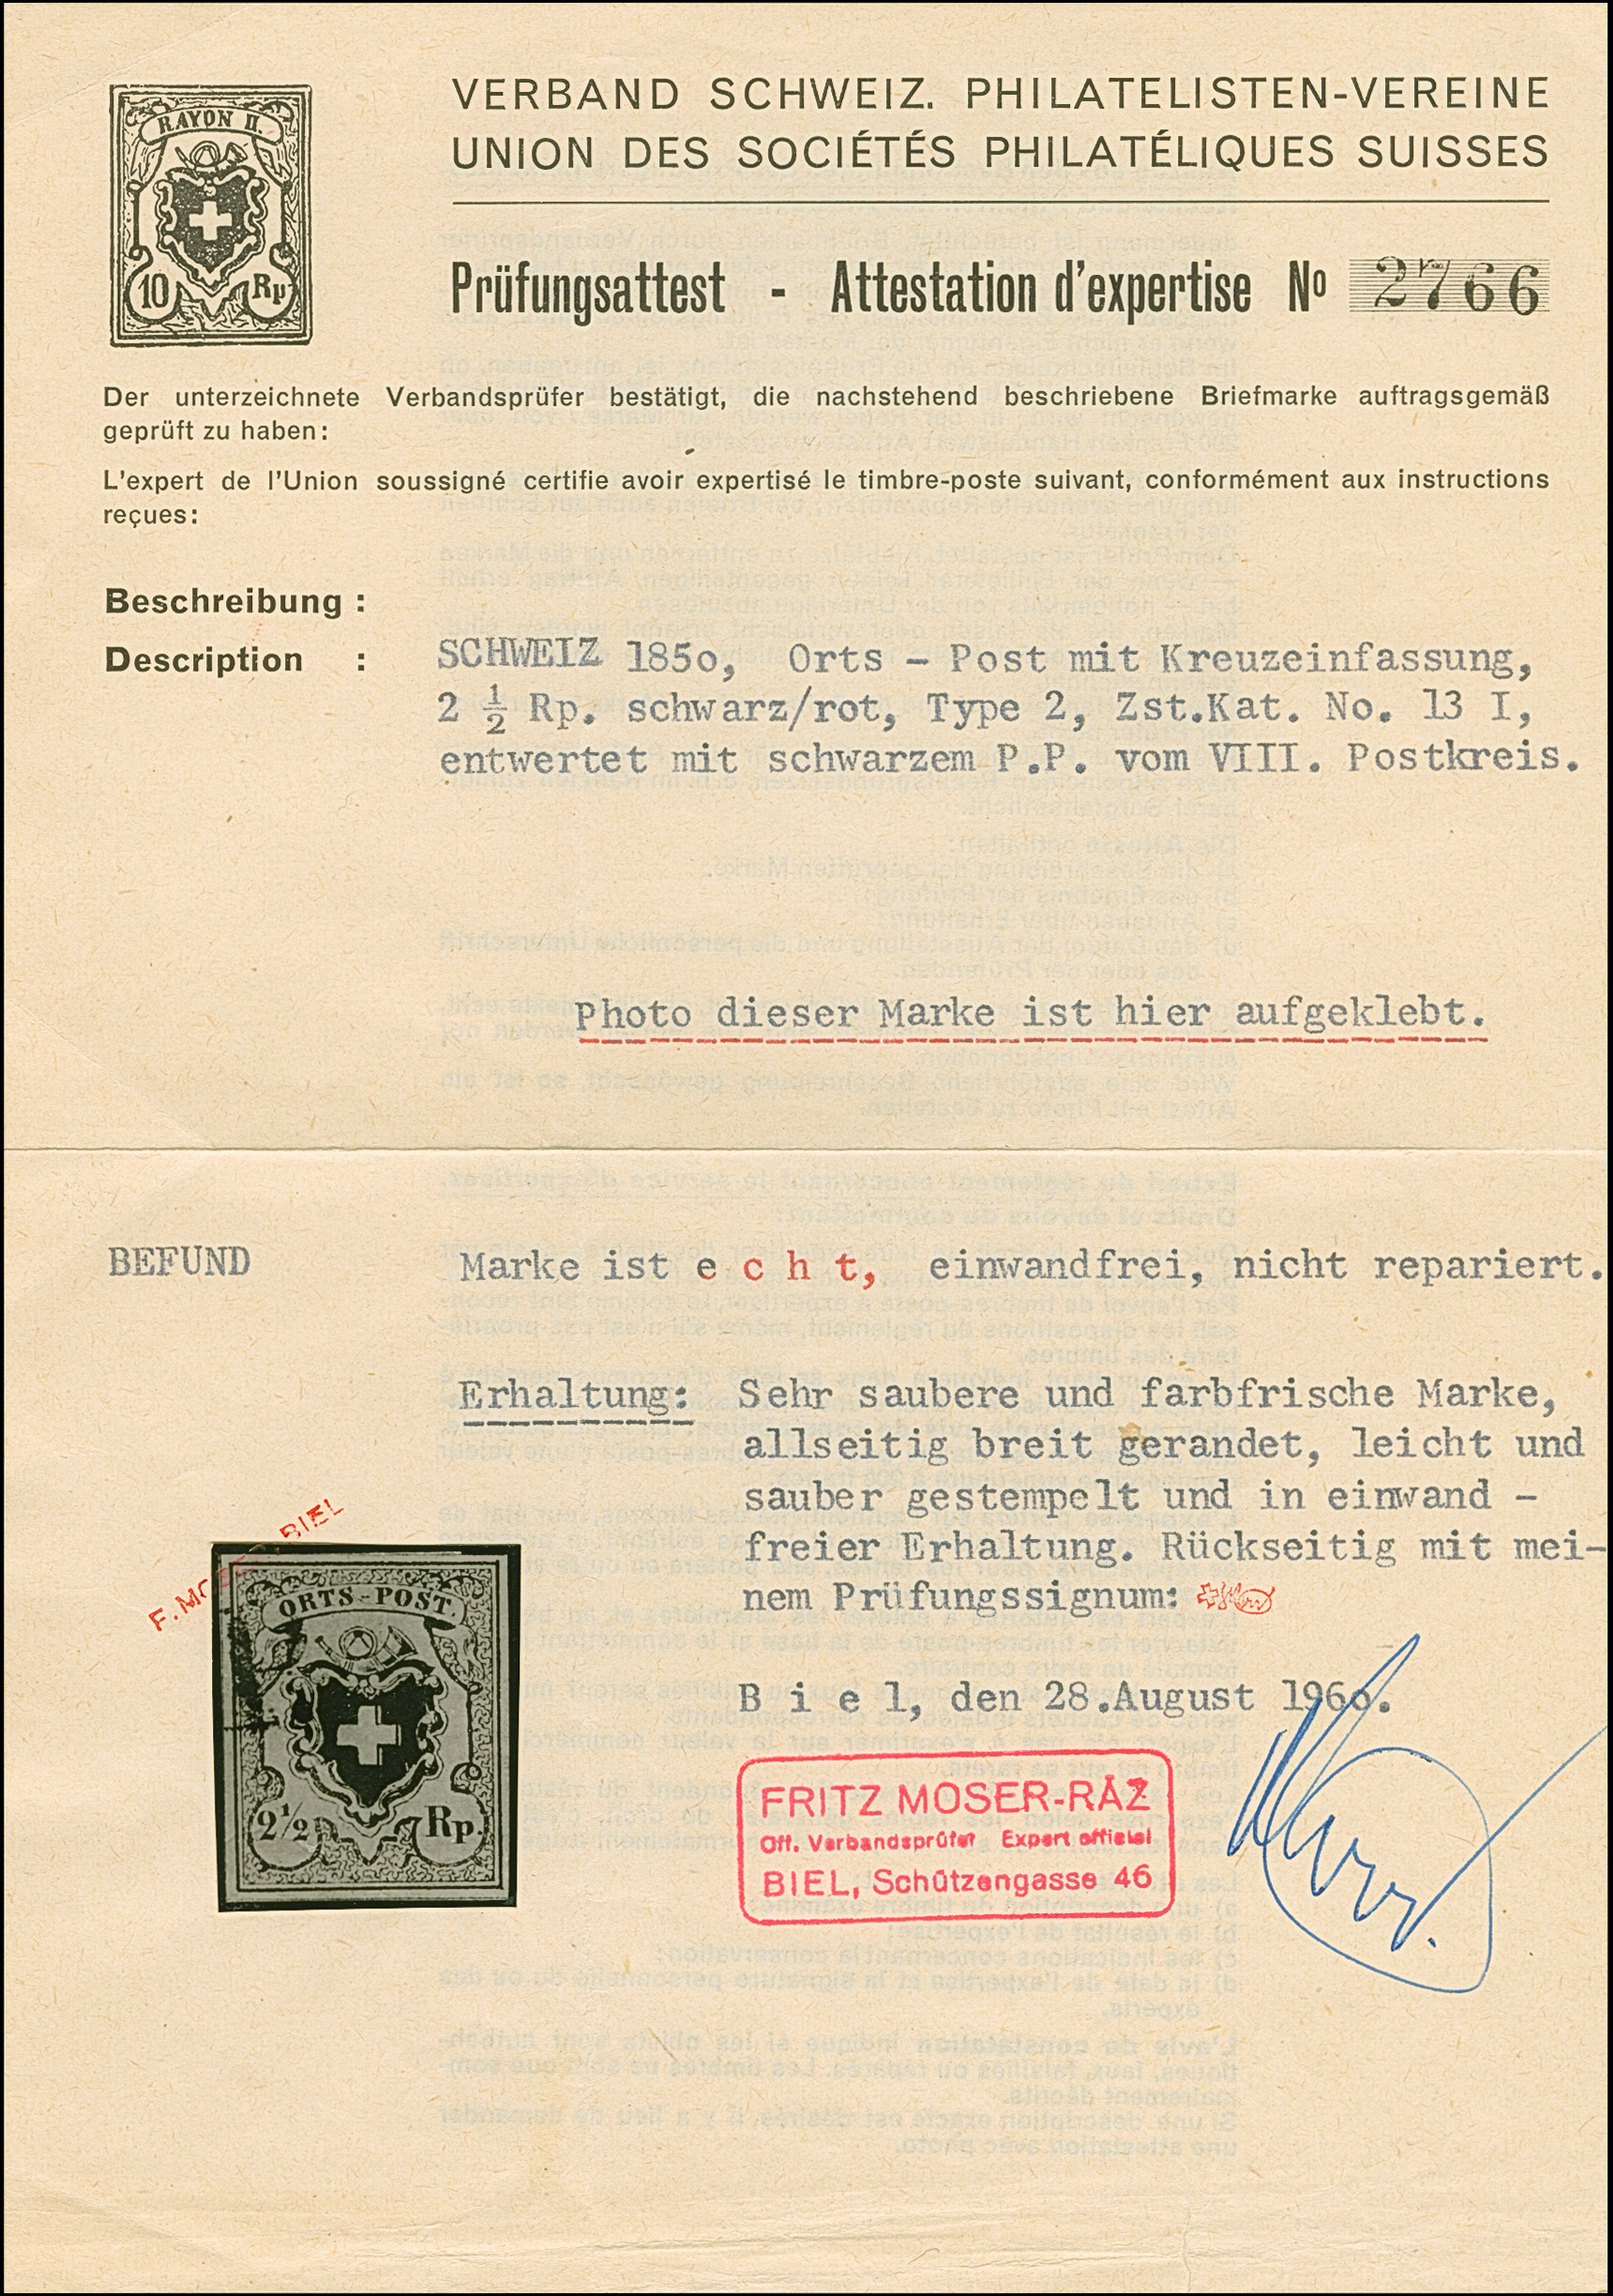 VERBAND SCHWEIZ. PHILATELISTEN-VEREINE
UNION DES SOCIÉTÉS PHILATÉLIQUES SUISSES
RAYON II.
10 Rp
Prüfungsattest - Attestation d'expertise Nº 2766
Der unterzeichnete Verbandsprüfer bestätigt, die nachstehend beschriebene Briefmarke auftragsgemäß
geprüft zu haben:
L'expert de l'Union soussigné certifie avoir expertisé le timbre-poste suivant, conformément aux instructions
reçues:
Beschreibung :
Description : SCHWEIZ 185o, Orts - Post mit Kreuzeinfassung,
2 ½ Rp. schwarz/rot, Type 2, Zst.Kat. No. 13 I,
entwertet mit schwarzem P.P. vom VIII. Postkreis.
Photo dieser Marke ist hier aufgeklebt.
BEFUND Marke ist e c h t, einwandfrei, nicht repariert.
Erhaltung: Sehr saubere und farbfrische Marke,
allseitig breit gerandet, leicht und
sauber gestempelt und in einwand -
freier Erhaltung. Rückseitig mit mei-
nem Prüfungssignum:
B i e l, den 28.August 196o.
BIEL
ORTS-POST.
2½ Rp.
FRITZ MOSER-RÄZ
Off. Verbandsprüfer Expert officiel
BIEL, Schützengasse 46